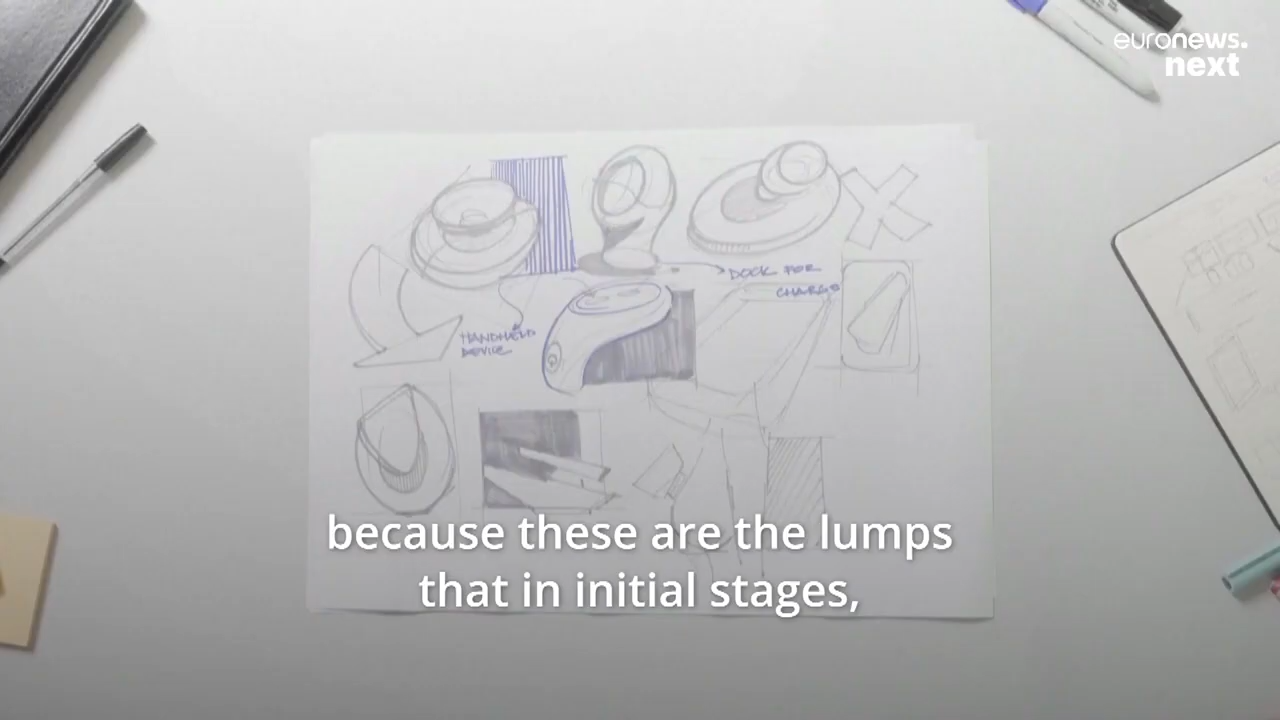 euronews.
next
DOCK FOR
CHARGE
HANDHELD
DEVICE
because these are the lumps
that in initial stages,